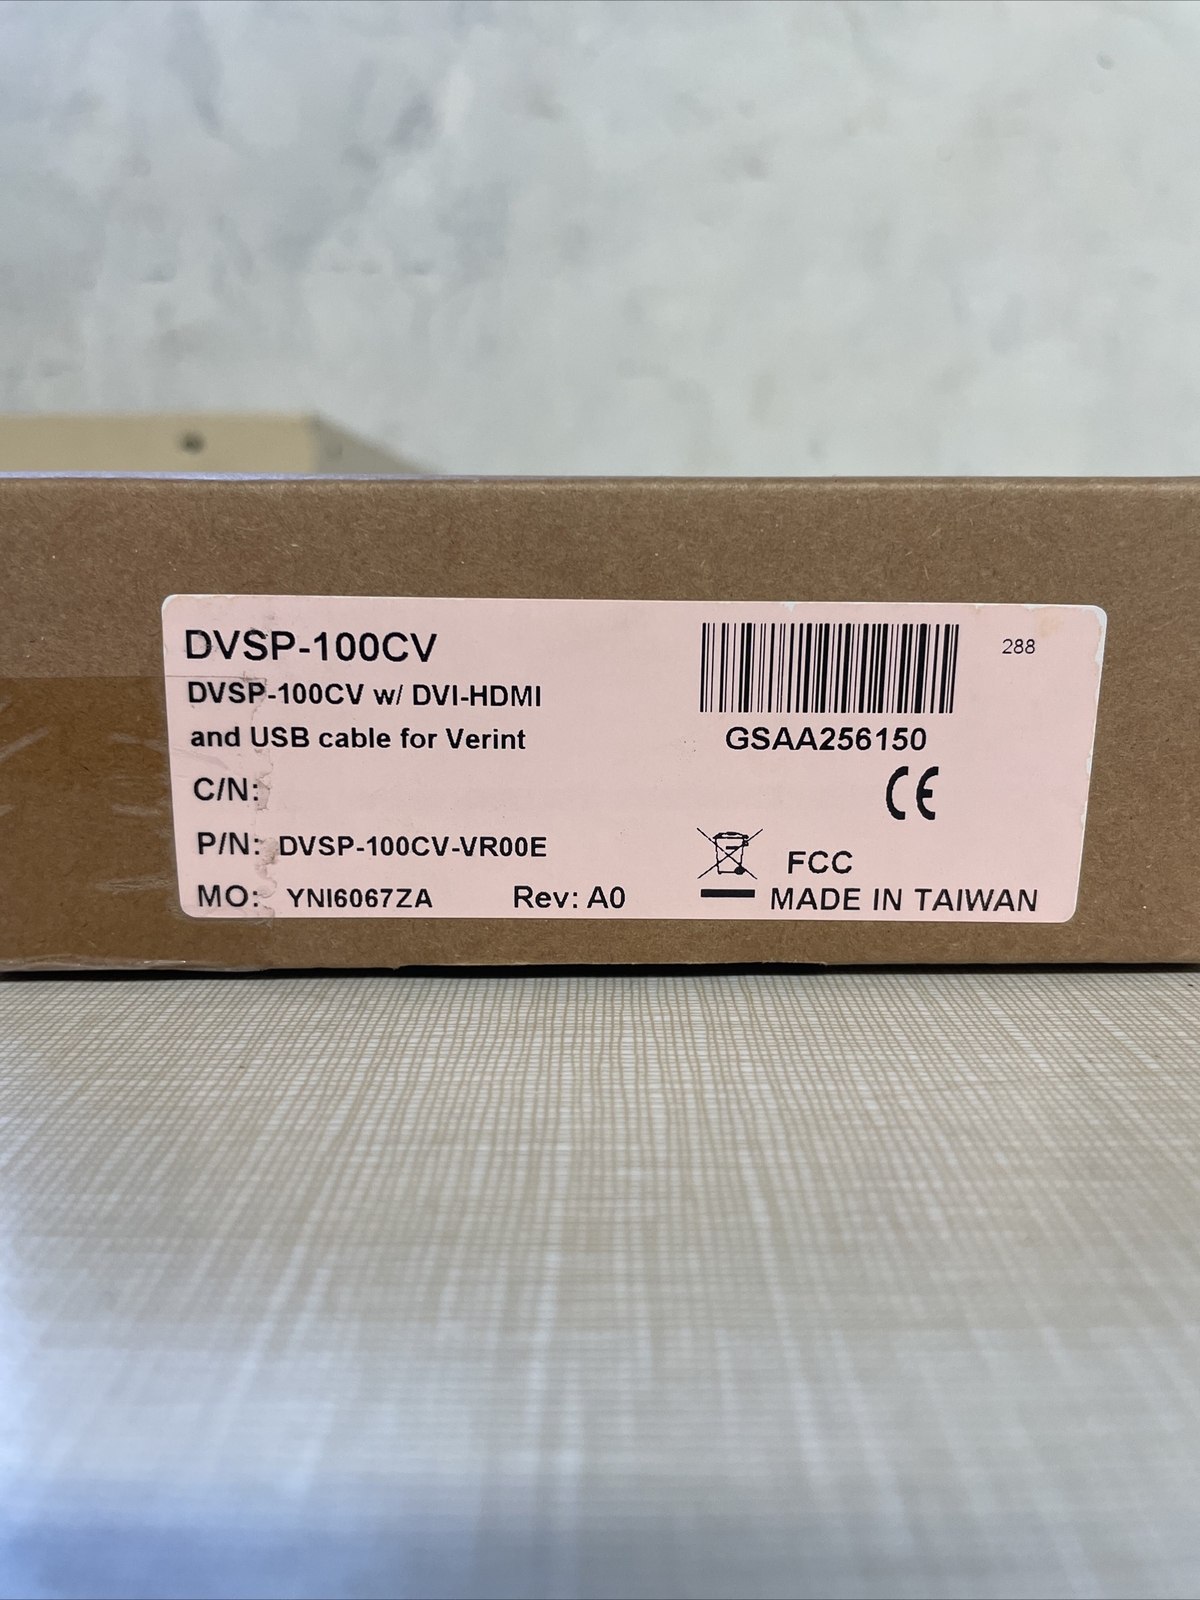 DVSP-100CV
288
DVSP-100CV w/ DVI-HDMI
and USB cable for Verint
GSAA256150
C/N:
CE
P/N: DVSP-100CV-VR00E
FCC
MO: YNI6067ZA Rev: A0
MADE IN TAIWAN